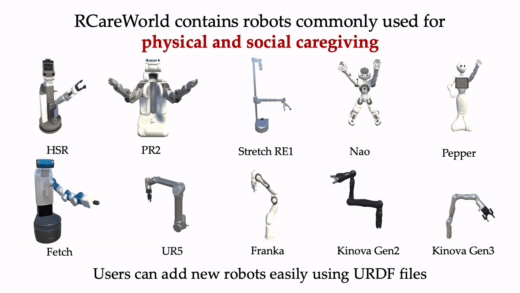 RCareWorld contains robots commonly used for
physical and social caregiving
HSR PR2 Stretch RE1 Nao Pepper
Fetch UR5 Franka Kinova Gen2 Kinova Gen3
Users can add new robots easily using URDF files